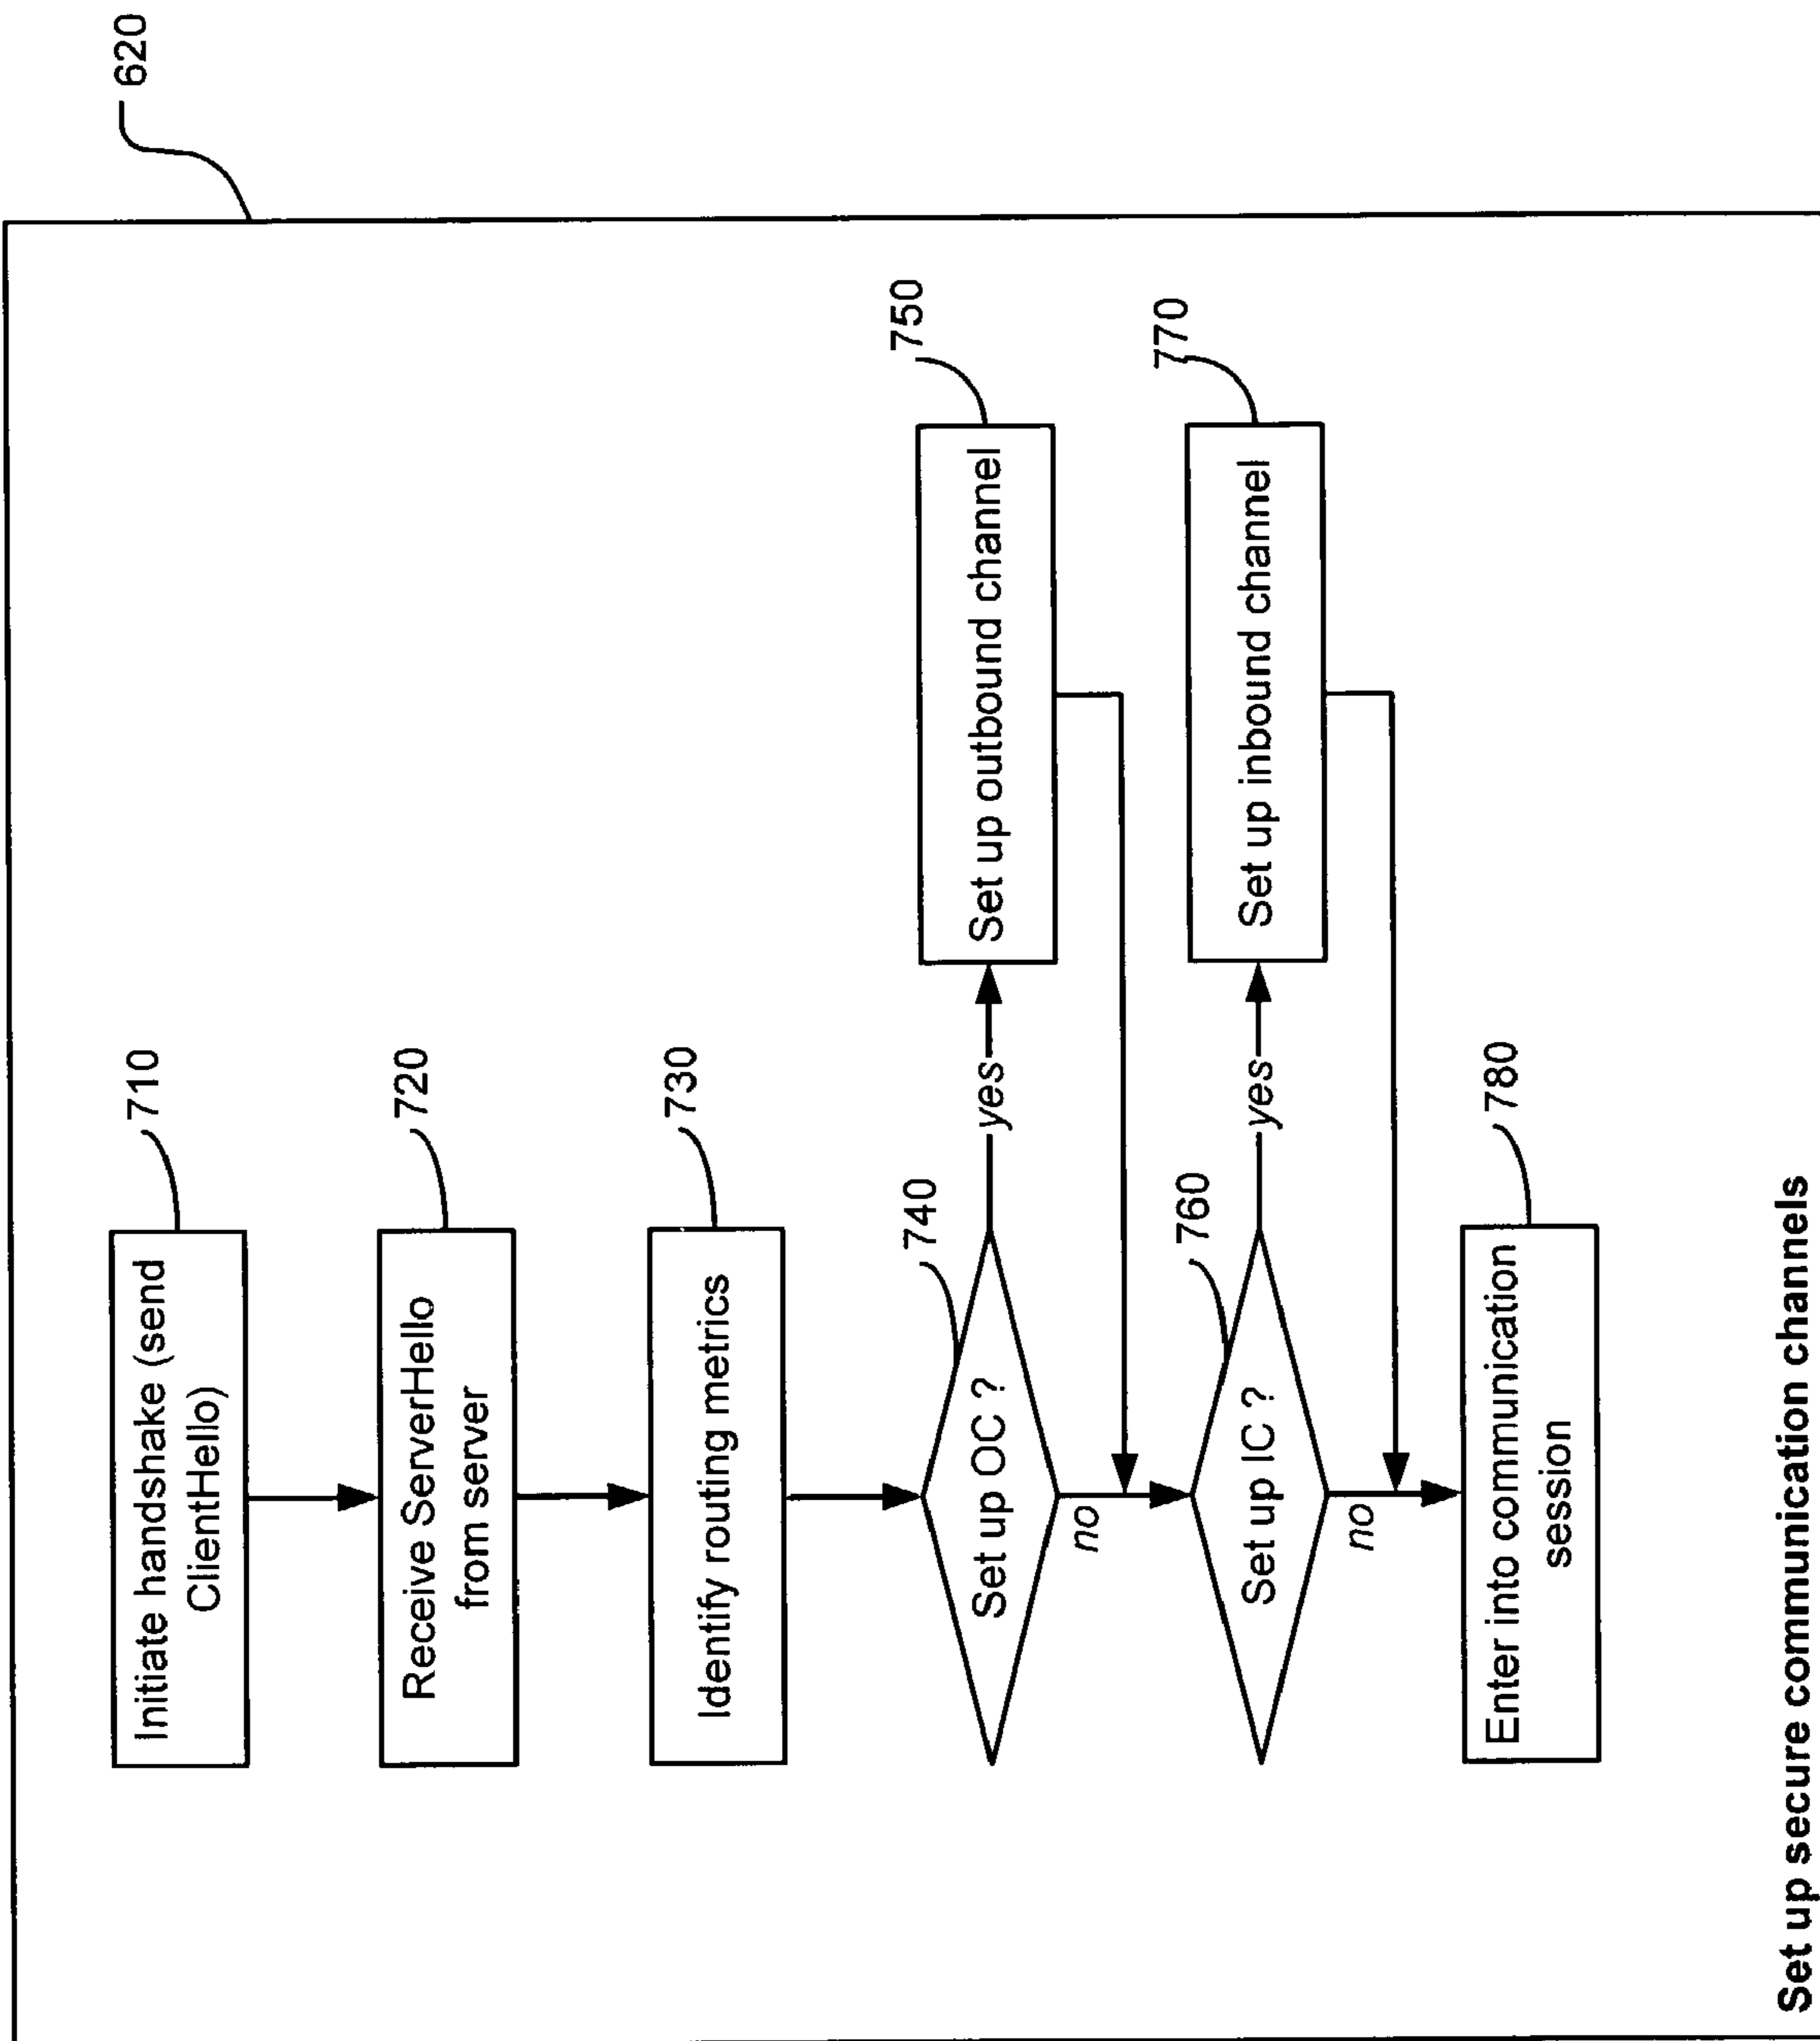 620
710
Initiate handshake (send
ClientHello)
720
Receive ServerHello
from server
730
Identify routing metrics
740
Set up OC ?
yes
750
Set up outbound channel
no
760
Set up IC ?
yes
770
Set up inbound channel
no
780
Enter into communication
session
Set up secure communication channels